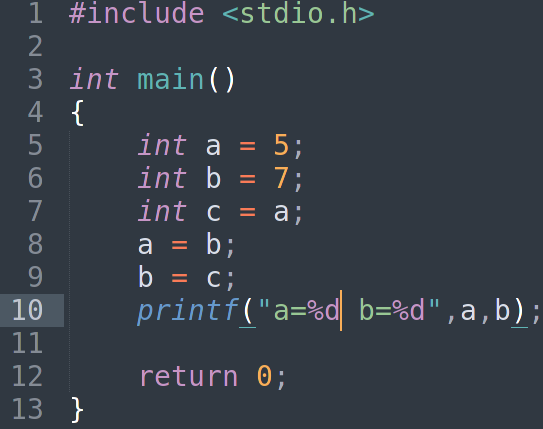 1 #include <stdio.h>
2
3 int main()
4 {
5     int a = 5;
6     int b = 7;
7     int c = a;
8     a = b;
9     b = c;
10     printf("a=%d b=%d",a,b);
11
12     return 0;
13 }